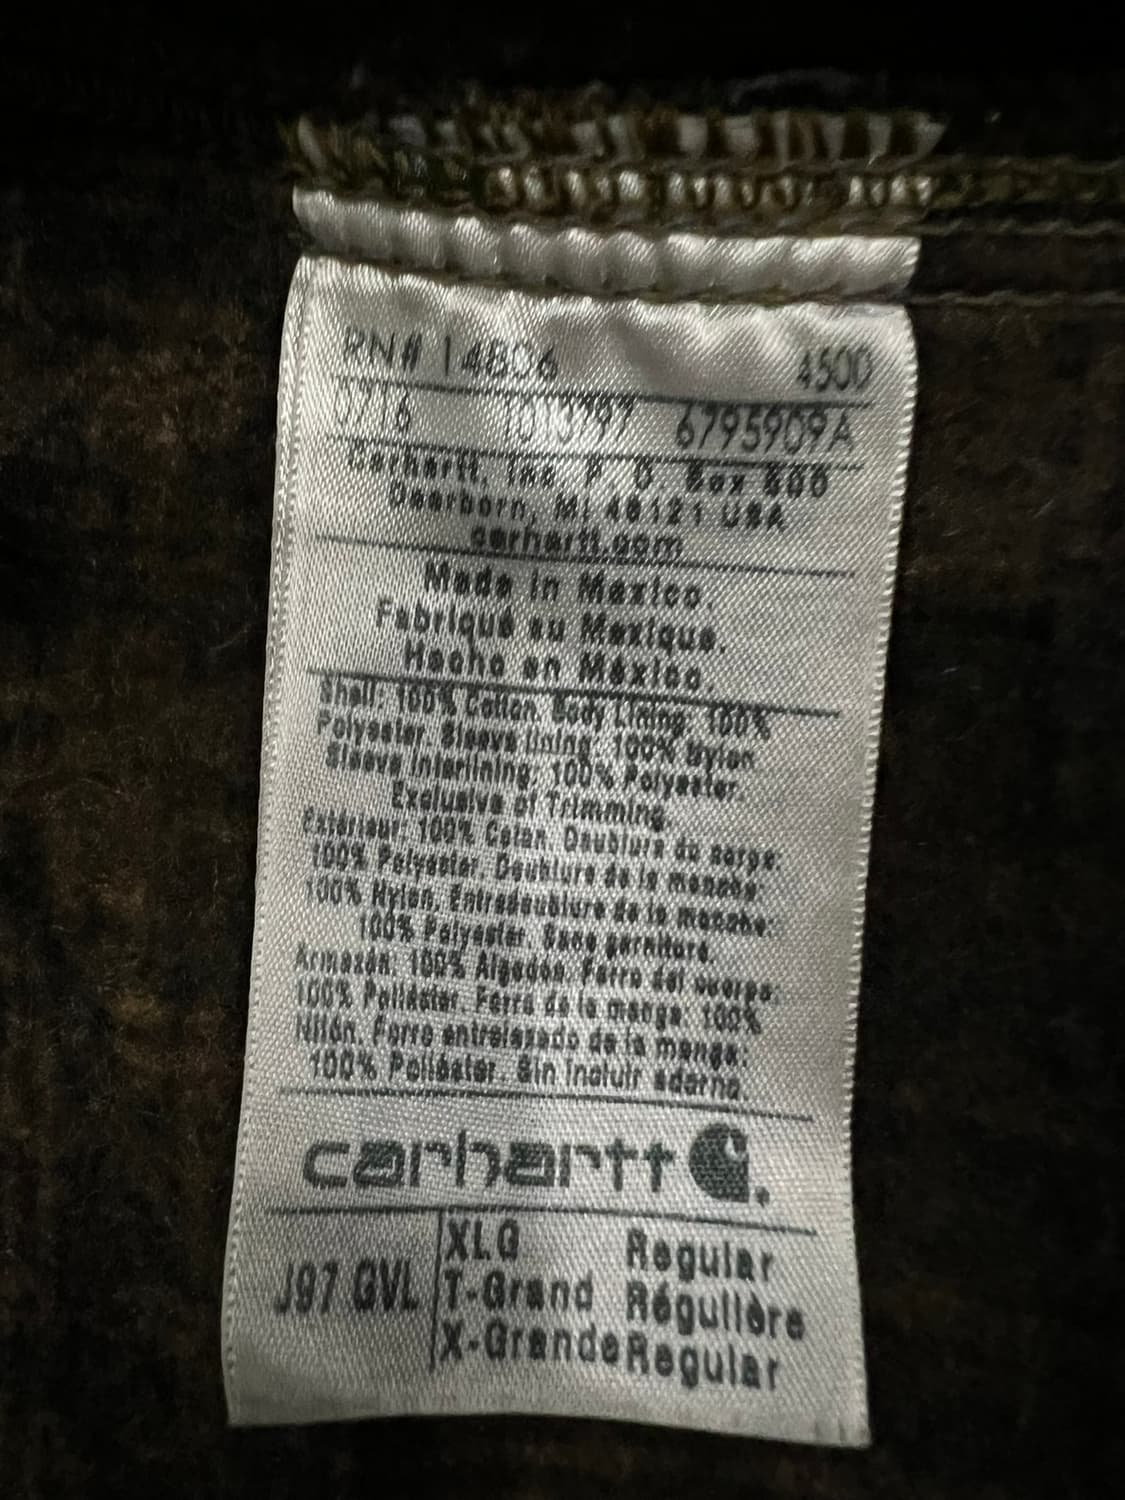 RN# 14806 4500
0716 1013797 6795909A
Carhartt, Inc. P. O. Box 600
Dearborn, MI 48121 USA
carhartt.com
Made in Mexico.
Fabriqué au Mexique.
Hecho en México.
Shell: 100% Cotton. Body Lining: 100%
Polyester. Sleeve lining: 100% Nylon
Sleeve Interlining: 100% Polyester.
Exclusive of Trimming
Extérieur: 100% Coton. Doublure du corps:
100% Polyester. Doublure de la manche:
100% Nylon. Entredoublure de la manche:
100% Polyester. Sans garniture.
Armazón: 100% Algodón. Forro del cuerpo:
100% Poliéster. Forro de la manga: 100%
Nilón. Forro entrelazado de la manga:
100% Poliéster. Sin incluir adorno.
carhartt
J97 GVL
XLG Regular
T-Grand Régulière
X-Grande Regular